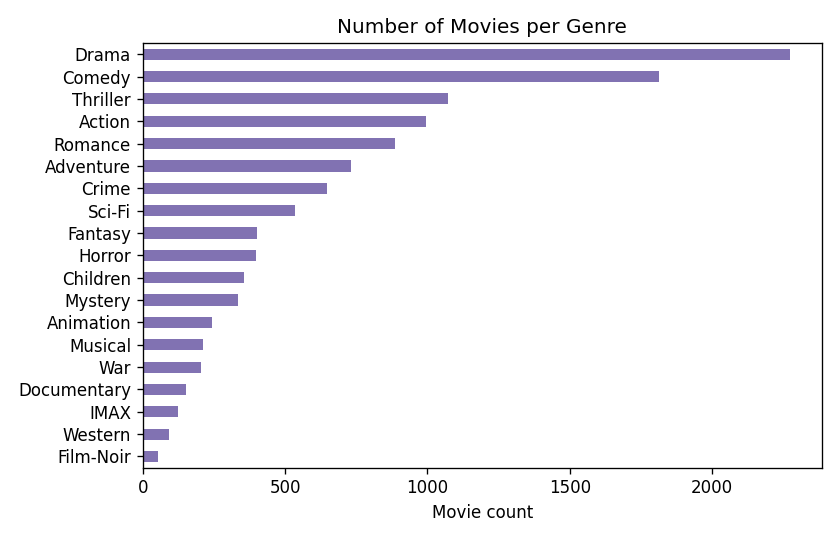 Number of Movies per Genre
Drama
Comedy
Thriller
Action
Romance
Adventure
Crime
Sci-Fi
Fantasy
Horror
Children
Mystery
Animation
Musical
War
Documentary
IMAX
Western
Film-Noir
0 500 1000 1500 2000
Movie count